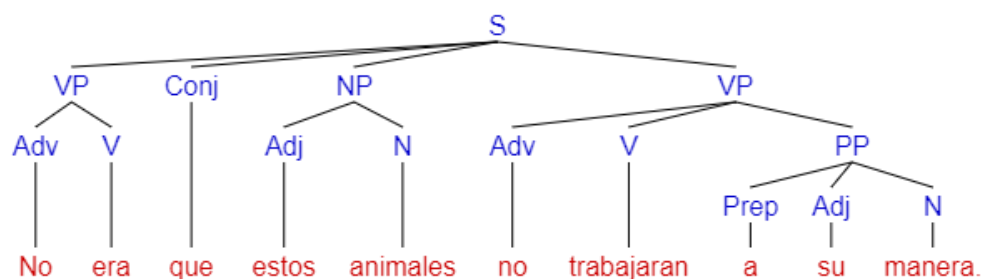 S
VP Conj NP VP
Adv V Adj N Adv V PP
Prep Adj N
No era que estos animales no trabajaran a su manera.